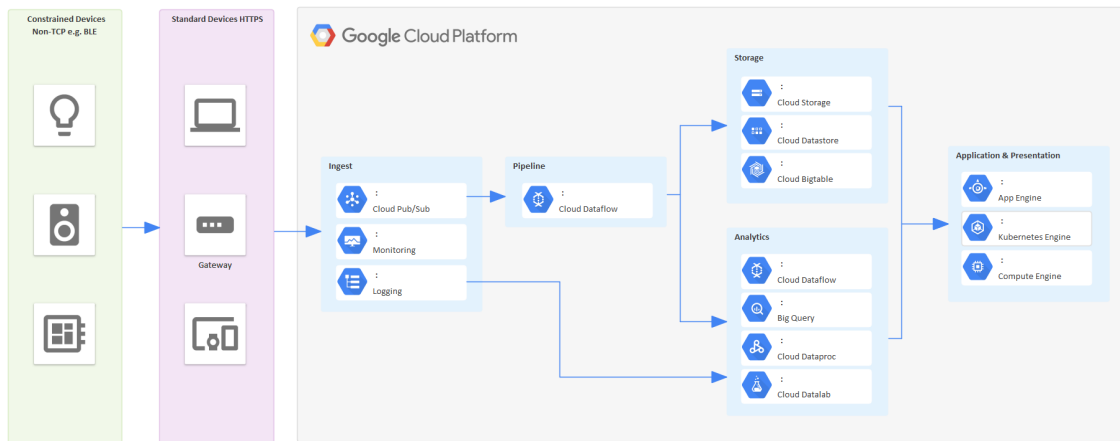 Constrained Devices
Non-TCP e.g. BLE
Standard Devices HTTPS
Gateway
Google Cloud Platform
Ingest
:
Cloud Pub/Sub
:
Monitoring
:
Logging
Pipeline
:
Cloud Dataflow
Storage
:
Cloud Storage
:
Cloud Datastore
:
Cloud Bigtable
Analytics
:
Cloud Dataflow
:
Big Query
:
Cloud Dataproc
:
Cloud Datalab
Application & Presentation
:
App Engine
:
Kubernetes Engine
:
Compute Engine